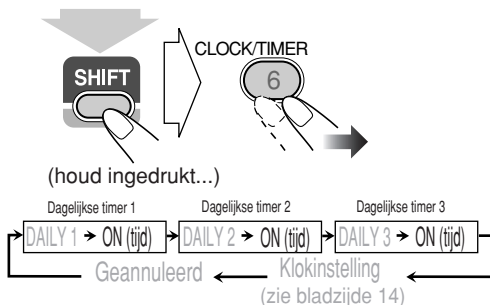 CLOCK/TIMER
SHIFT
6
(houd ingedrukt...)
Dagelijkse timer 1 Dagelijkse timer 2 Dagelijkse timer 3
DAILY 1 ON (tijd) DAILY 2 ON (tijd) DAILY 3 ON (tijd)
Geannuleerd Klokinstelling
(zie bladzijde 14)